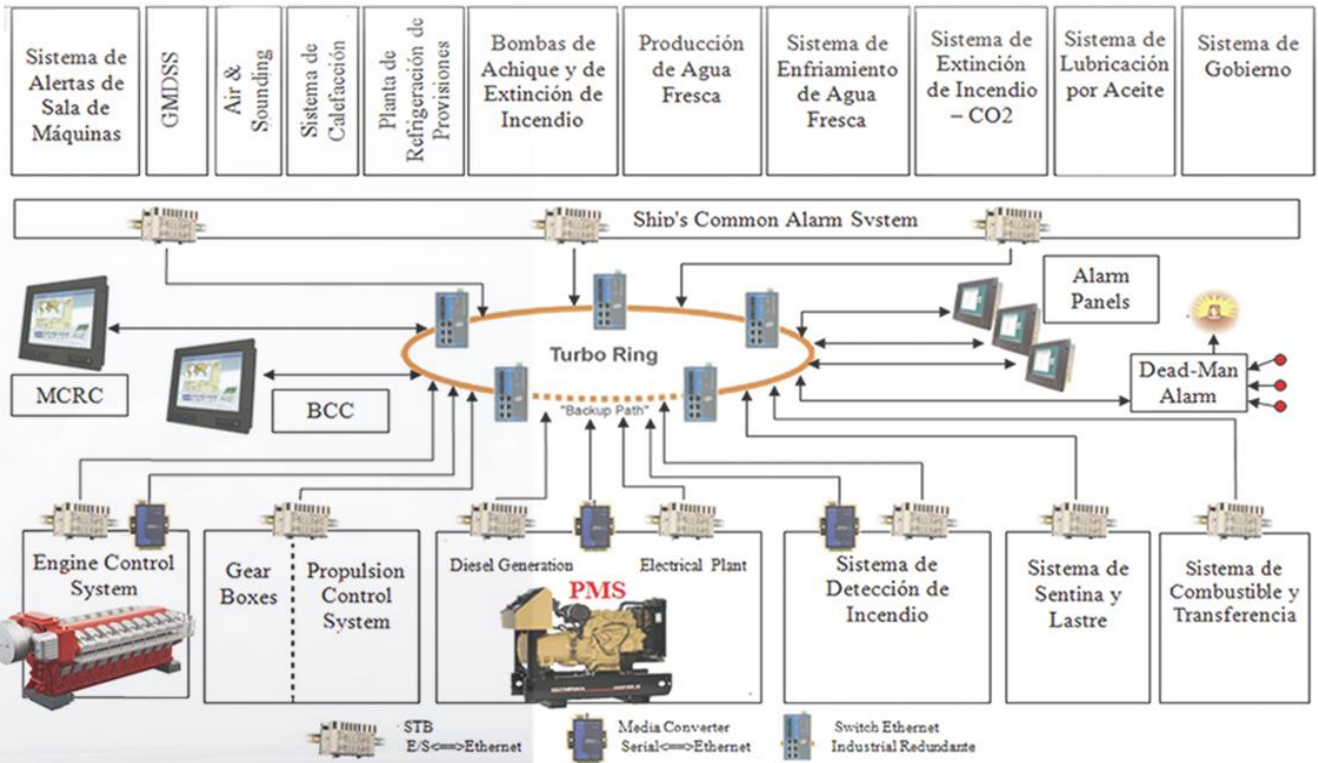 Sistema de
Alertas de
Sala de
Máquinas
GMDSS
Air &
Sounding
Sistema de
Calefacción
Planta de
Refrigeración de
Provisiones
Bombas de
Achique y de
Extinción de
Incendio
Producción
de Agua
Fresca
Sistema de
Enfriamiento
de Agua
Fresca
Sistema de
Extinción
de Incendio
– CO2
Sistema de
Lubricación
por Aceite
Sistema de
Gobierno
Ship's Common Alarm System
Alarm
Panels
Turbo Ring
"Backup Path"
MCRC
BCC
Dead-Man
Alarm
Engine Control
System
Gear
Boxes
Propulsion
Control
System
Diesel Generation
Electrical Plant
PMS
Sistema de
Detección de
Incendio
Sistema de
Sentina y
Lastre
Sistema de
Combustible y
Transferencia
STB
E/S<==>Ethernet
Media Converter
Serial<==>Ethernet
Switch Ethernet
Industrial Redundante